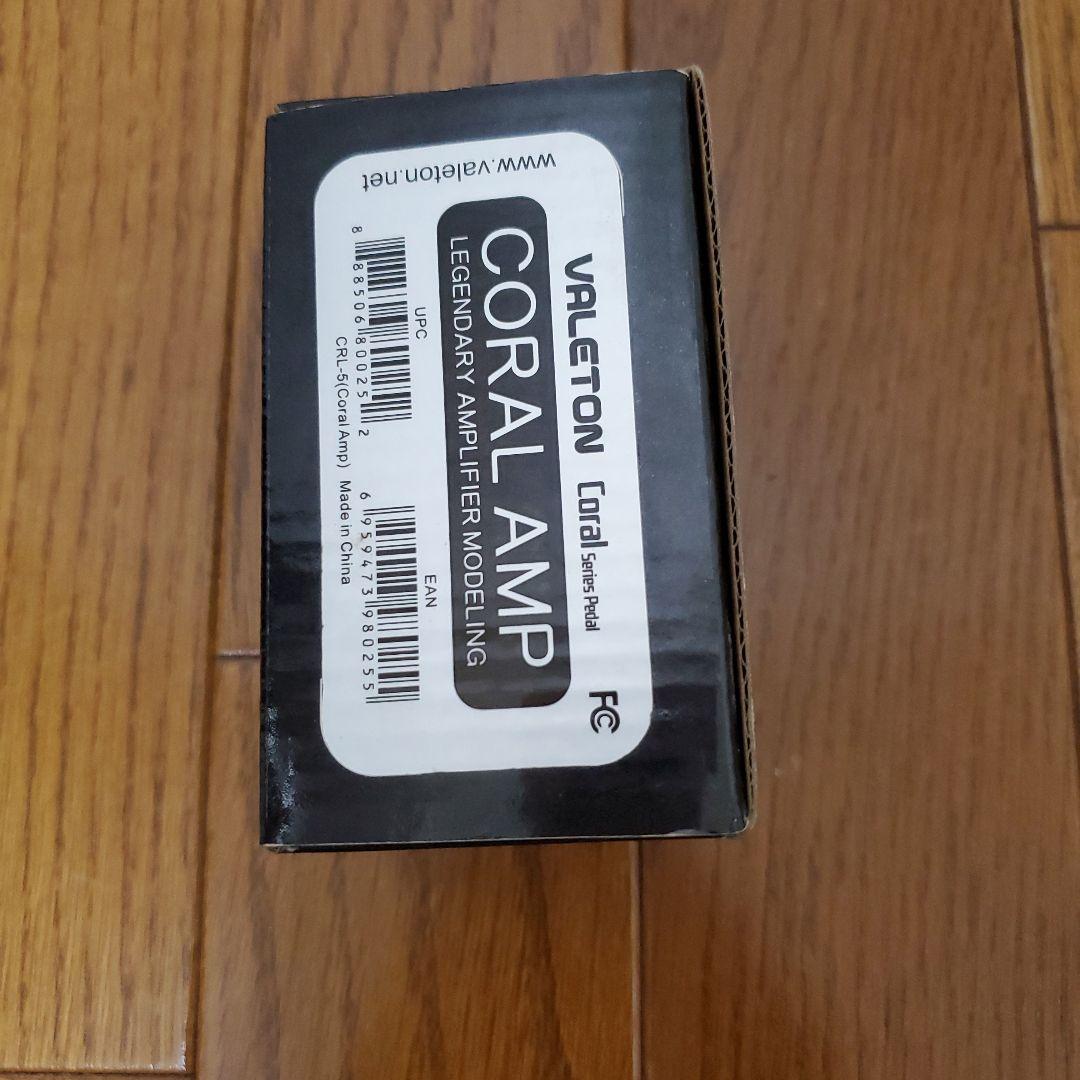 VALETON Coral Series Pedal FC
CORAL AMP
LEGENDARY AMPLIFIER MODELING
UPC
8 88506 80025 2
EAN
6 959473 980255
CRL-5(Coral Amp) Made in China
www.valeton.net